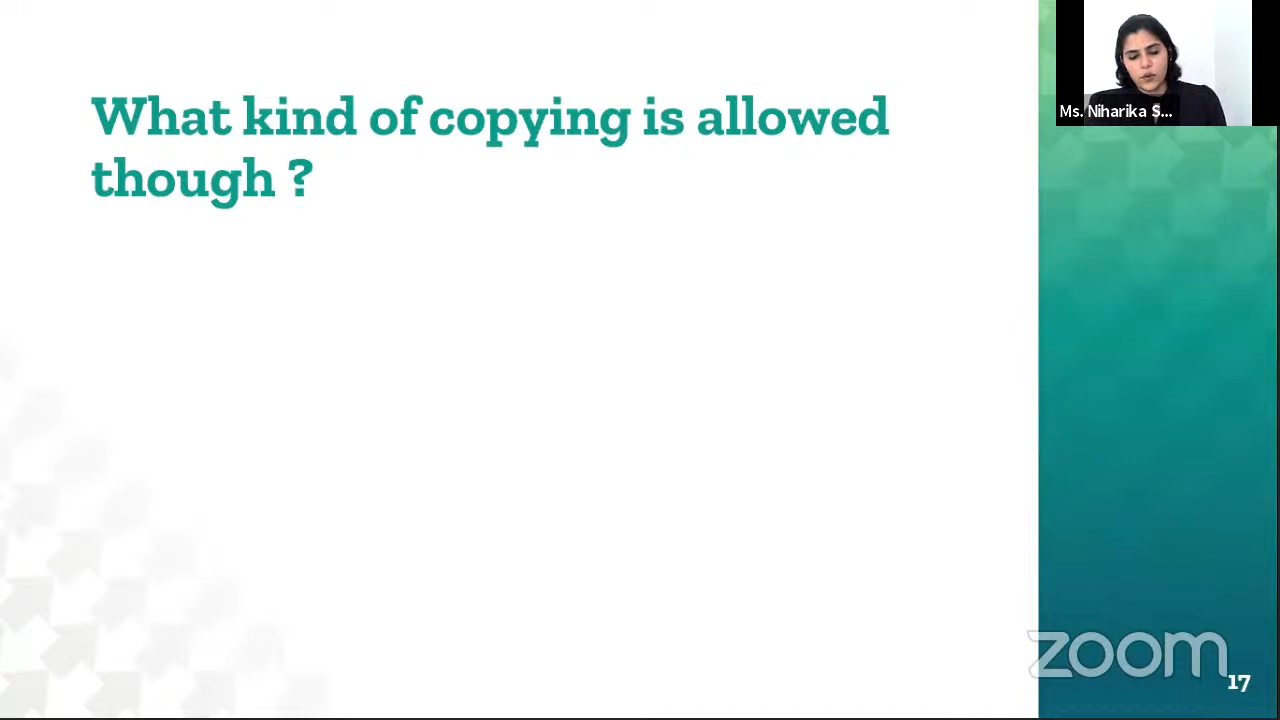 What kind of copying is allowed
though ?
Ms. Niharika S...
zoom
17